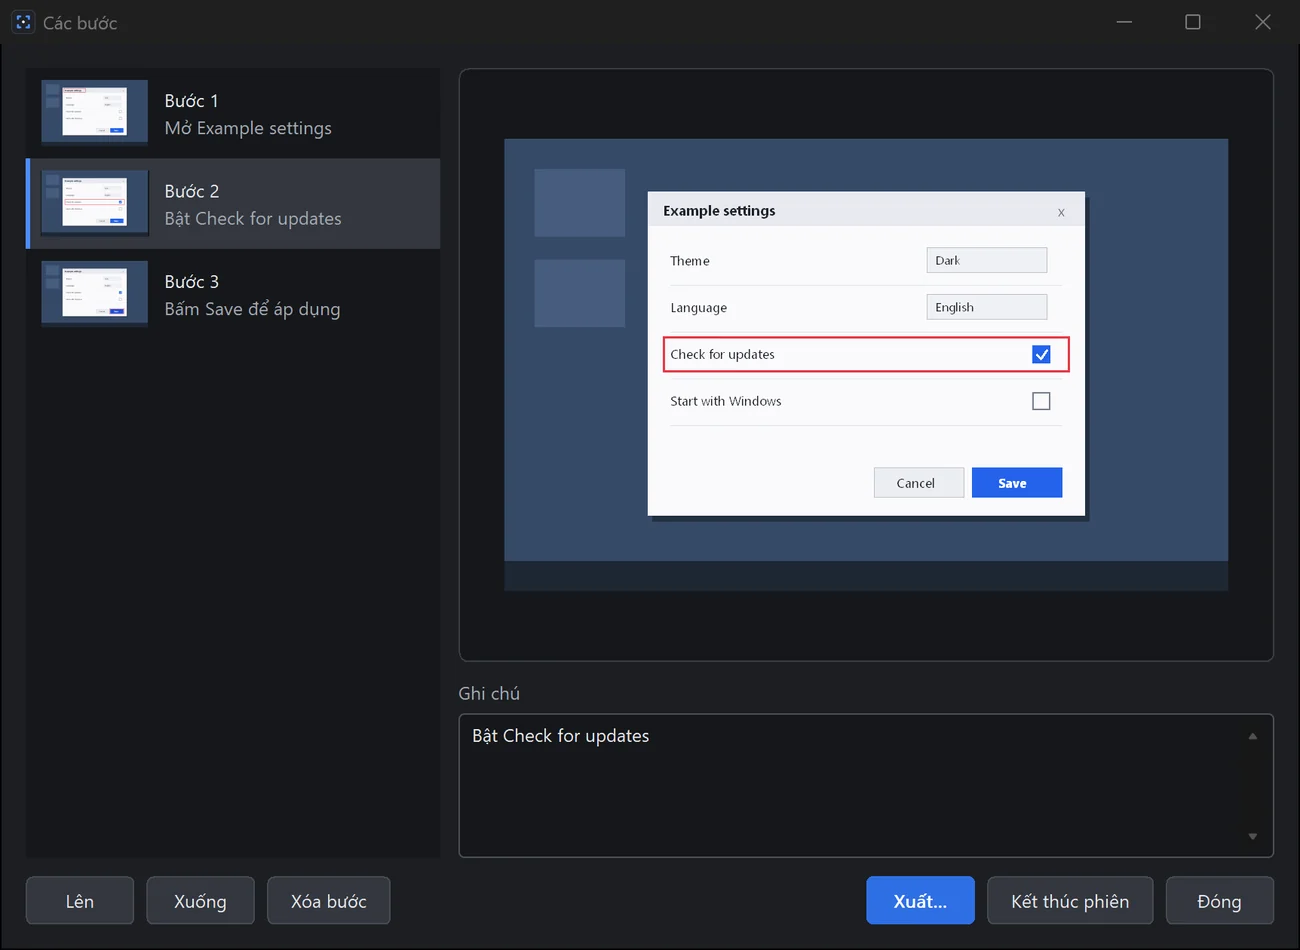 Các bước
Bước 1
Mở Example settings
Bước 2
Bật Check for updates
Bước 3
Bấm Save để áp dụng
Example settings
x
Theme
Dark
Language
English
Check for updates
Start with Windows
Cancel
Save
Ghi chú
Bật Check for updates
Lên
Xuống
Xóa bước
Xuất...
Kết thúc phiên
Đóng